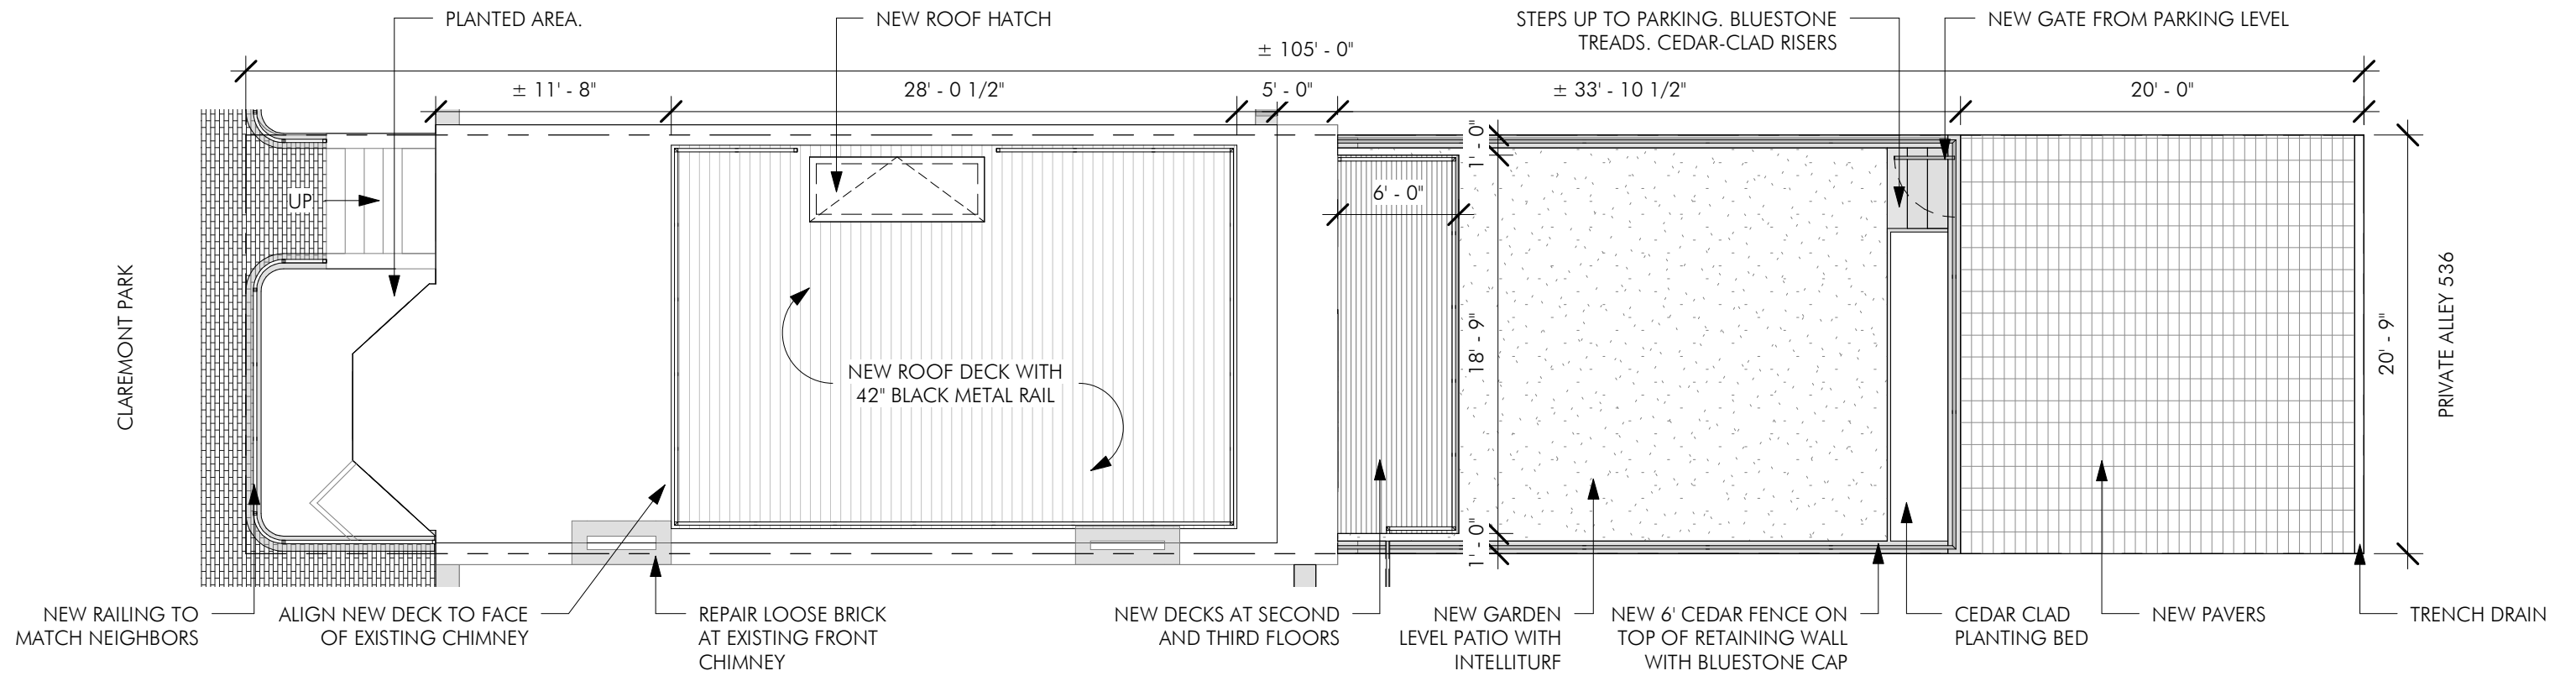 PLANTED AREA.
NEW ROOF HATCH
STEPS UP TO PARKING. BLUESTONE
TREADS. CEDAR-CLAD RISERS
NEW GATE FROM PARKING LEVEL
± 105' - 0"
± 11' - 8"
28' - 0 1/2"
5' - 0"
± 33' - 10 1/2"
20' - 0"
1' - 0"
6' - 0"
UP
CLAREMONT PARK
18' - 9"
20' - 9"
PRIVATE ALLEY 536
NEW ROOF DECK WITH
42" BLACK METAL RAIL
1' - 0"
NEW RAILING TO
MATCH NEIGHBORS
ALIGN NEW DECK TO FACE
OF EXISTING CHIMNEY
REPAIR LOOSE BRICK
AT EXISTING FRONT
CHIMNEY
NEW DECKS AT SECOND
AND THIRD FLOORS
NEW GARDEN
LEVEL PATIO WITH
INTELLITURF
NEW 6' CEDAR FENCE ON
TOP OF RETAINING WALL
WITH BLUESTONE CAP
CEDAR CLAD
PLANTING BED
NEW PAVERS
TRENCH DRAIN